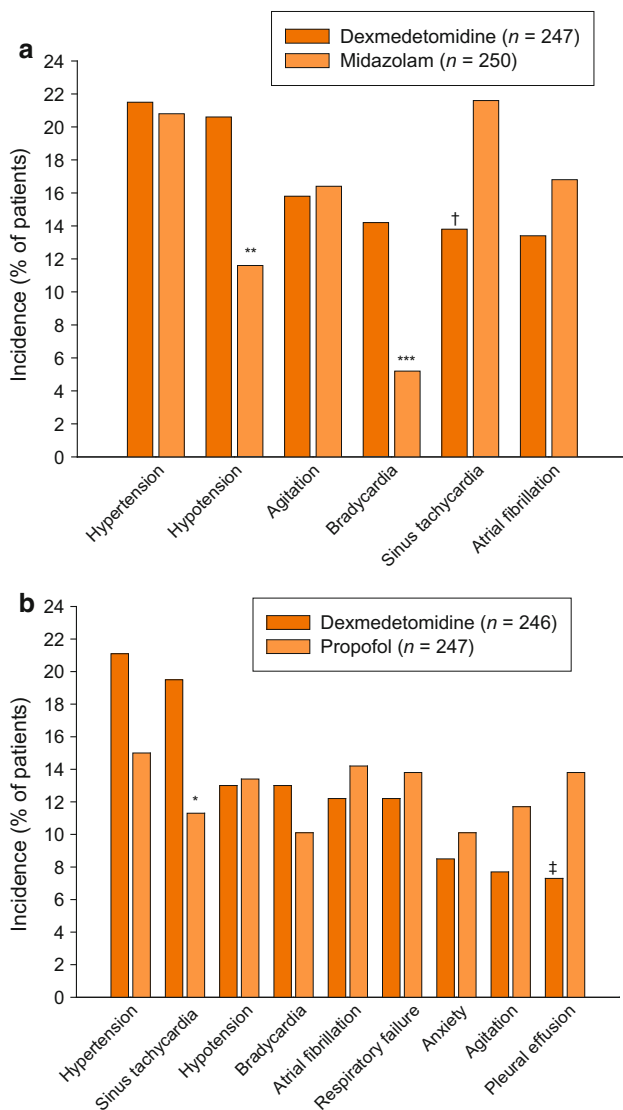 a
Dexmedetomidine (n = 247)
Midazolam (n = 250)
Incidence (% of patients)
24
22
20
18
16
14
12
10
8
6
4
2
0
**
***
†
Hypertension
Hypotension
Agitation
Bradycardia
Sinus tachycardia
Atrial fibrillation
b
Dexmedetomidine (n = 246)
Propofol (n = 247)
Incidence (% of patients)
24
22
20
18
16
14
12
10
8
6
4
2
0
*
‡
Hypertension
Sinus tachycardia
Hypotension
Bradycardia
Atrial fibrillation
Respiratory failure
Anxiety
Agitation
Pleural effusion